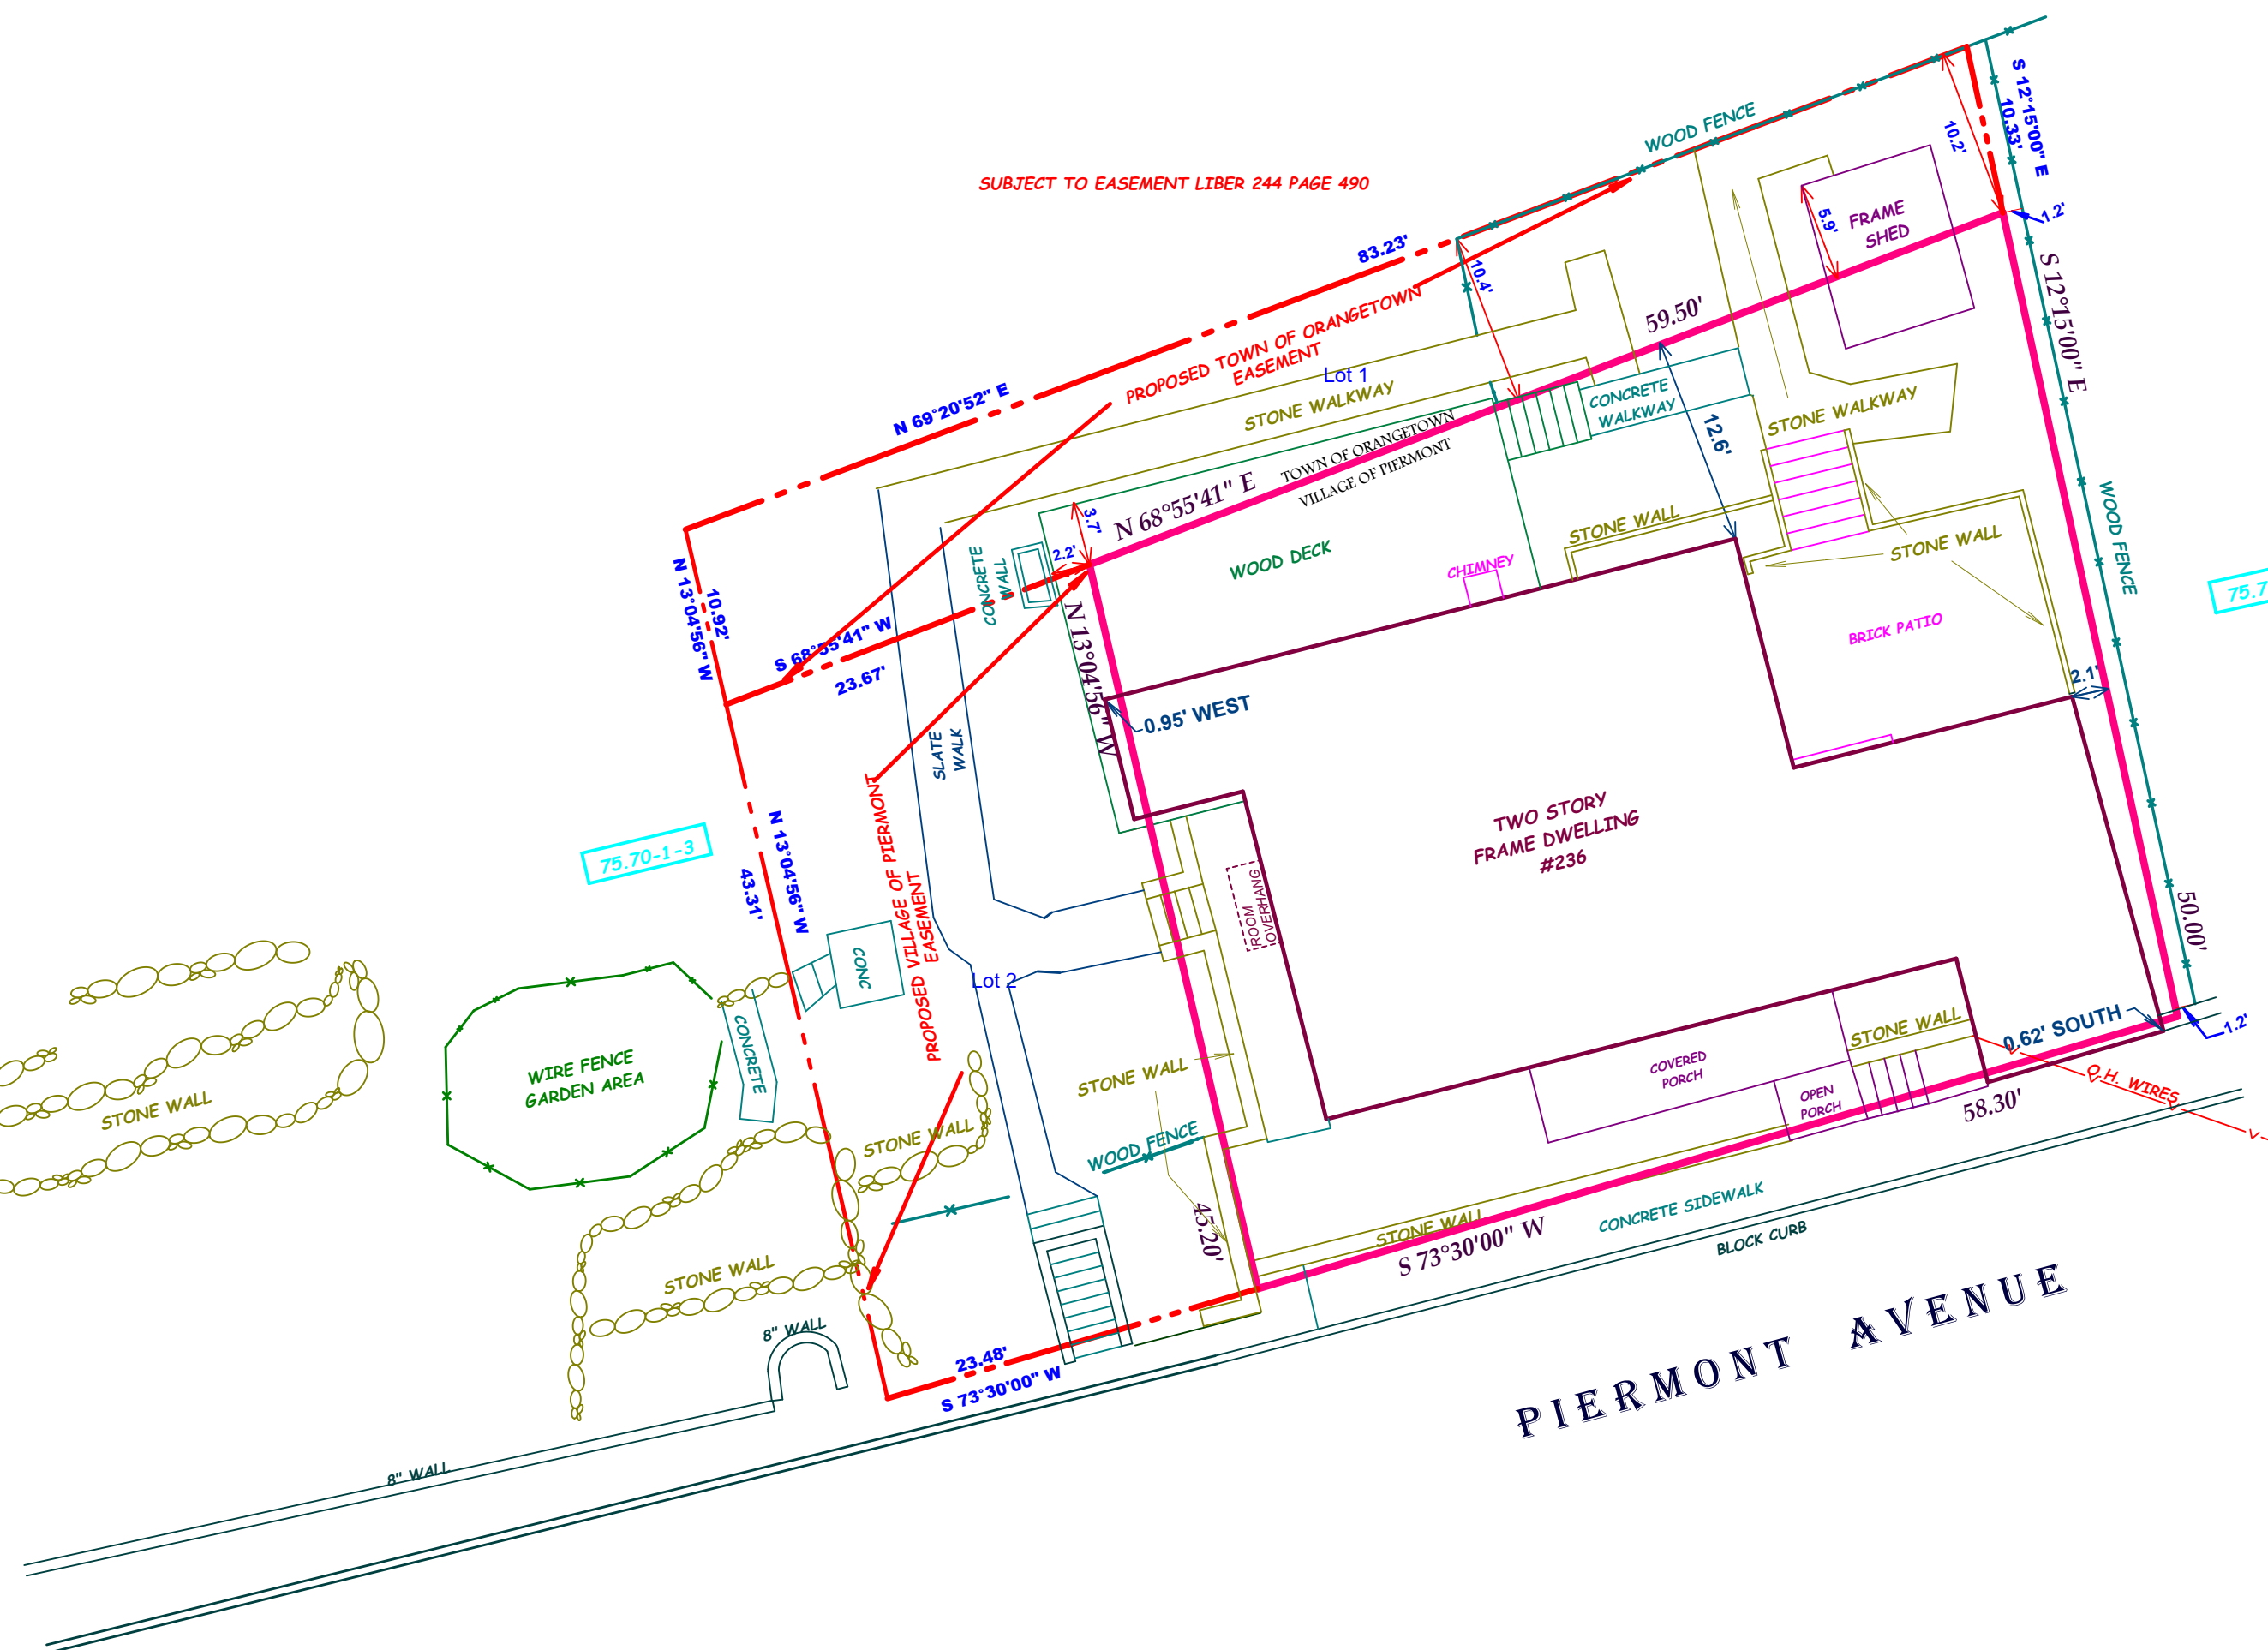 S 12°15'00" E
10.33'
WOOD FENCE
10.2'
SUBJECT TO EASEMENT LIBER 244 PAGE 490
FRAME
SHED
5.9'
1.2'
83.23'
10.4'
PROPOSED TOWN OF ORANGETOWN
EASEMENT
59.50'
S 12°15'00" E
Lot 1
N 69°20'52" E
STONE WALKWAY
CONCRETE
WALKWAY
STONE WALKWAY
12.6'
TOWN OF ORANGETOWN
VILLAGE OF PIERMONT
N 68°55'41" E
3.7'
2.2'
STONE WALL
WOOD FENCE
STONE WALL
WOOD DECK
CHIMNEY
CONCRETE
WALL
75.7
N 13°04'56" W
10.92'
S 68°55'41" W
23.67'
N 13°04'56" W
BRICK PATIO
2.1'
0.95' WEST
SLATE
WALK
PROPOSED VILLAGE OF PIERMONT
EASEMENT
75.70-1-3
N 13°04'56" W
43.31'
TWO STORY
FRAME DWELLING
#236
ROOM
OVERHANG
50.00'
CONC
Lot 2
CONCRETE
WIRE FENCE
GARDEN AREA
STONE WALL
STONE WALL
COVERED
PORCH
OPEN
PORCH
STONE WALL
0.62' SOUTH
1.2'
O.H. WIRES
58.30'
STONE WALL
WOOD FENCE
45.20'
STONE WALL
S 73°30'00" W
CONCRETE SIDEWALK
BLOCK CURB
STONE WALL
8" WALL
23.48'
S 73°30'00" W
PIERMONT AVENUE
8" WALL